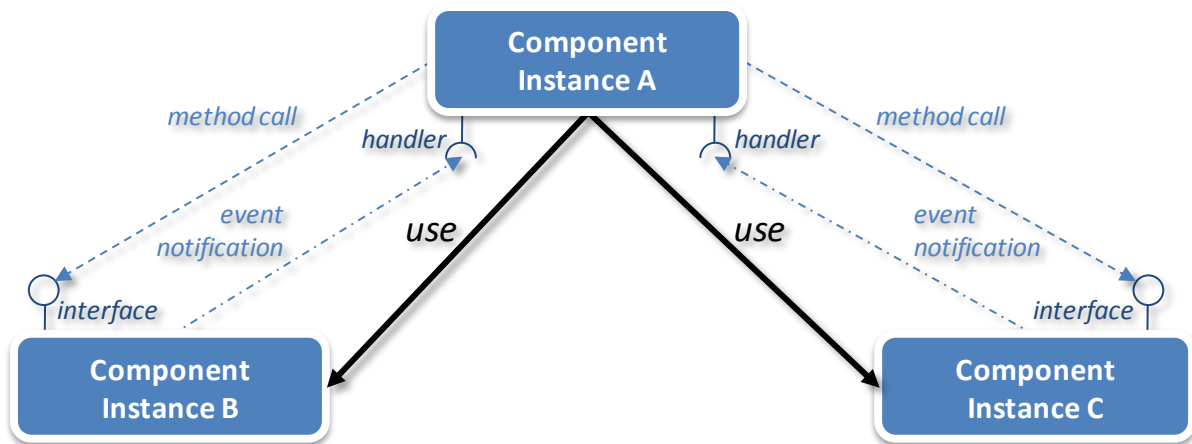 Component
Instance A
method call
method call
handler
handler
event
notification
event
notification
use
use
interface
interface
Component
Instance B
Component
Instance C